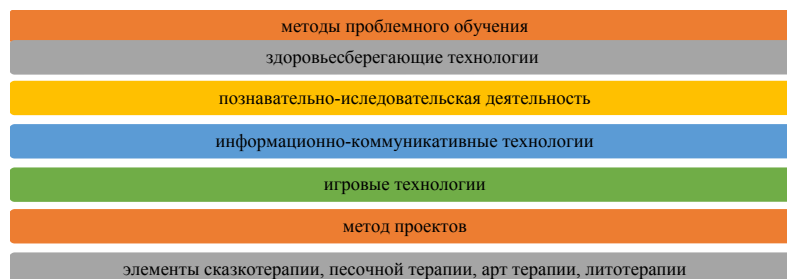 методы проблемного обучения
здоровьесберегающие технологии
познавательно-иследовательская деятельность
информационно-коммуникативные технологии
игровые технологии
метод проектов
элементы сказкотерапии, песочной терапии, арт терапии, литотерапии